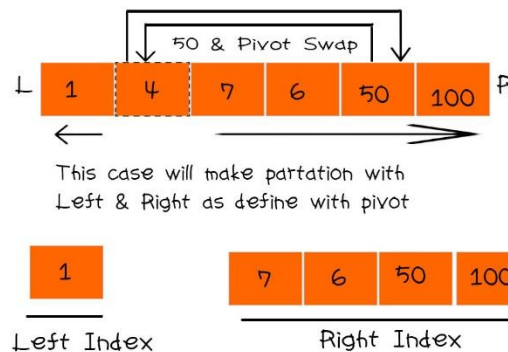 50 & Pivot Swap
L 1 4 7 6 50 100 P
This case will make partation with
Left & Right as define with pivot
1 7 6 50 100
Left Index Right Index